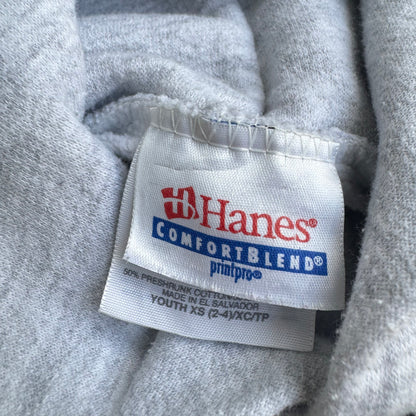 Hanes®
COMFORTBLEND®
printpro®
50% PRESHRUNK COTTON
MADE IN EL SALVADOR
YOUTH XS (2-4)/XC/TP